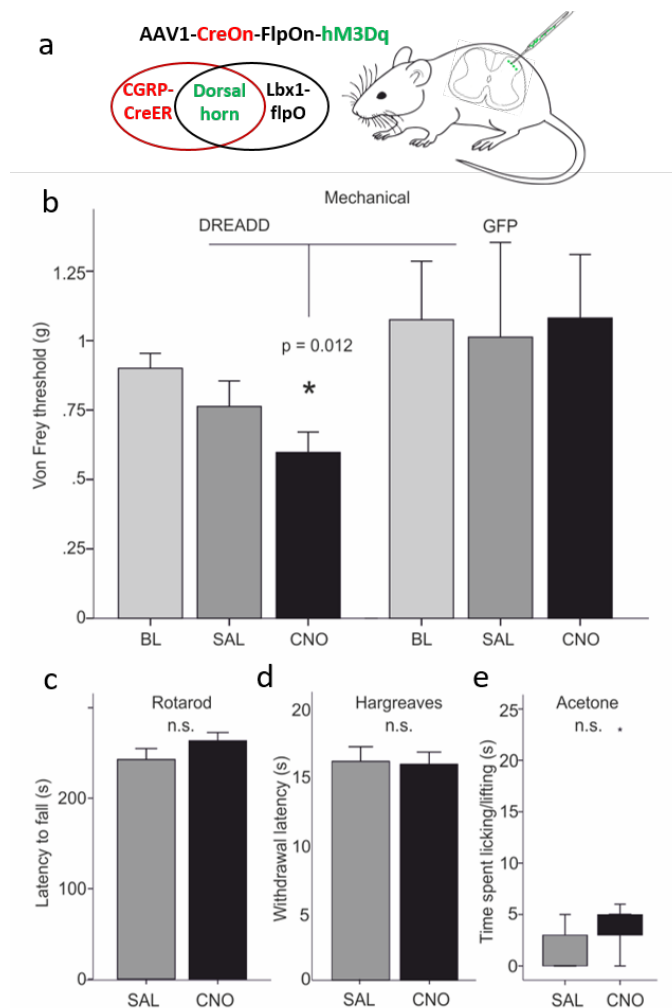 a
AAV1-CreOn-FlpOn-hM3Dq
CGRP-
CreER
Dorsal
horn
Lbx1-
flpO
b
Mechanical
DREADD
GFP
p = 0.012
*
Von Frey threshold (g)
1.25
1
0.75
.5
.25
0
BL
SAL
CNO
BL
SAL
CNO
c
Rotarod
n.s.
Latency to fall (s)
200
100
0
SAL
CNO
d
Hargreaves
n.s.
Withdrawal latency (s)
20
15
10
5
0
SAL
CNO
e
Acetone
n.s.
*
Time spent licking/lifting (s)
25
20
15
10
5
0
SAL
CNO